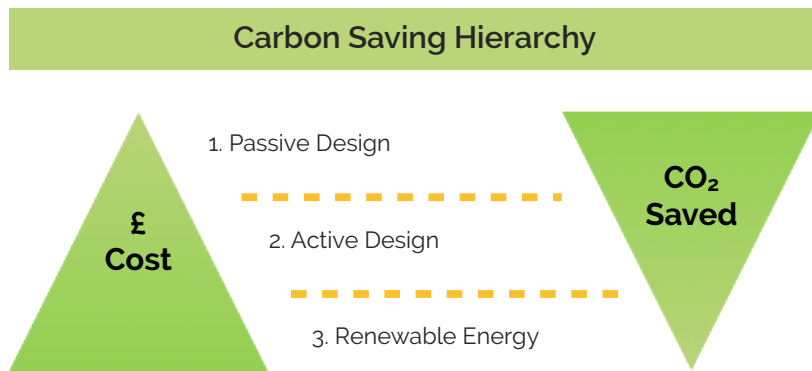 Carbon Saving Hierarchy
1. Passive Design
£
Cost
CO₂
Saved
2. Active Design
3. Renewable Energy